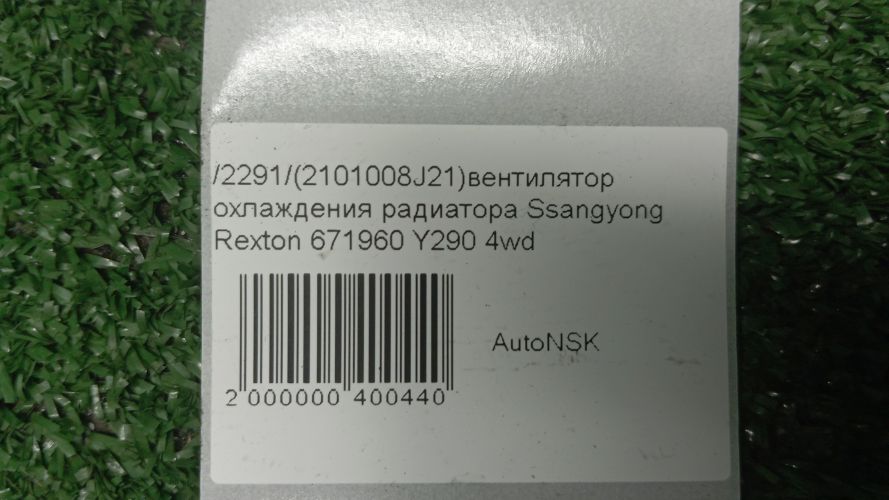 /2291/(2101008J21)вентилятор
охлаждения радиатора Ssangyong
Rexton 671960 Y290 4wd
AutoNSK
2 000000 400440